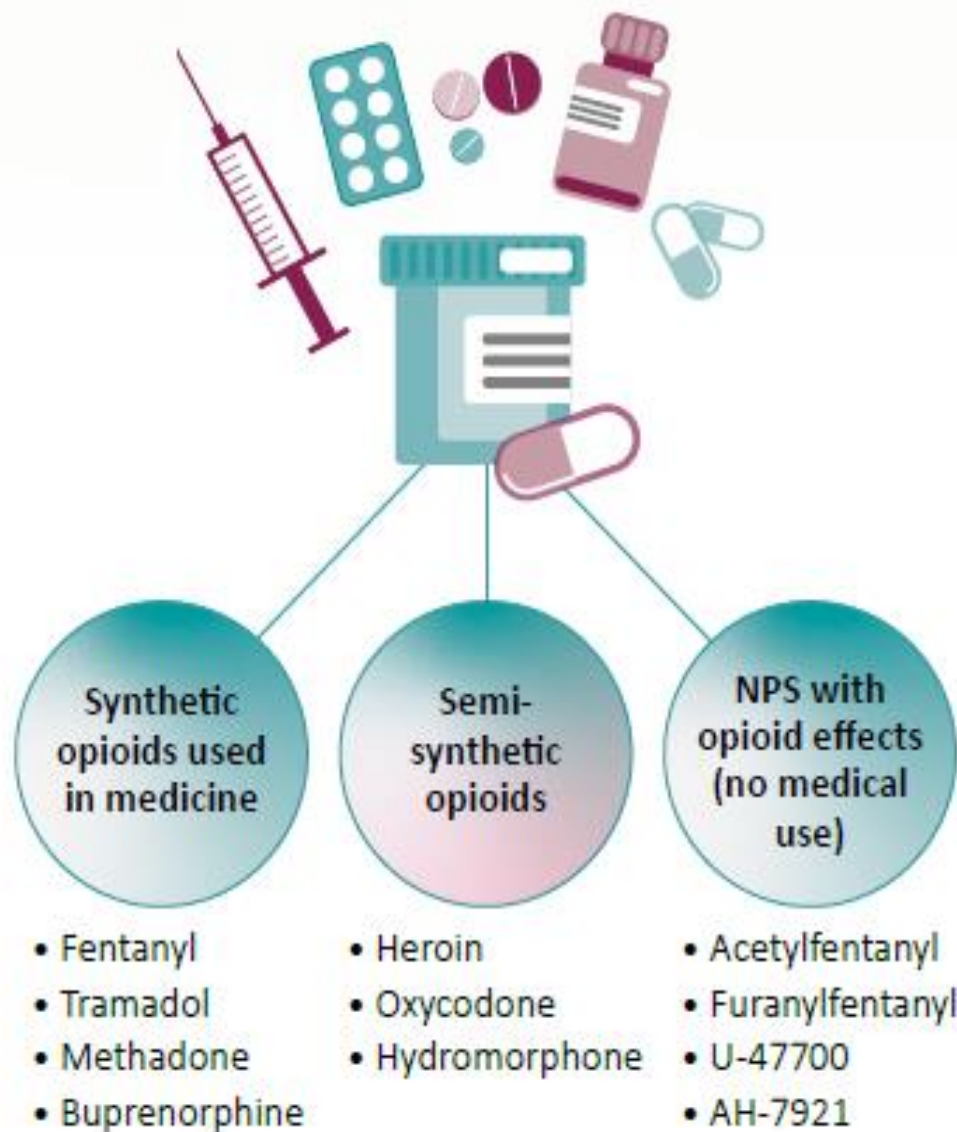 Synthetic
opioids used
in medicine
Semi-
synthetic
opioids
NPS with
opioid effects
(no medical
use)
• Fentanyl
• Tramadol
• Methadone
• Buprenorphine
• Heroin
• Oxycodone
• Hydromorphone
• Acetylfentanyl
• Furanylfentanyl
• U-47700
• AH-7921